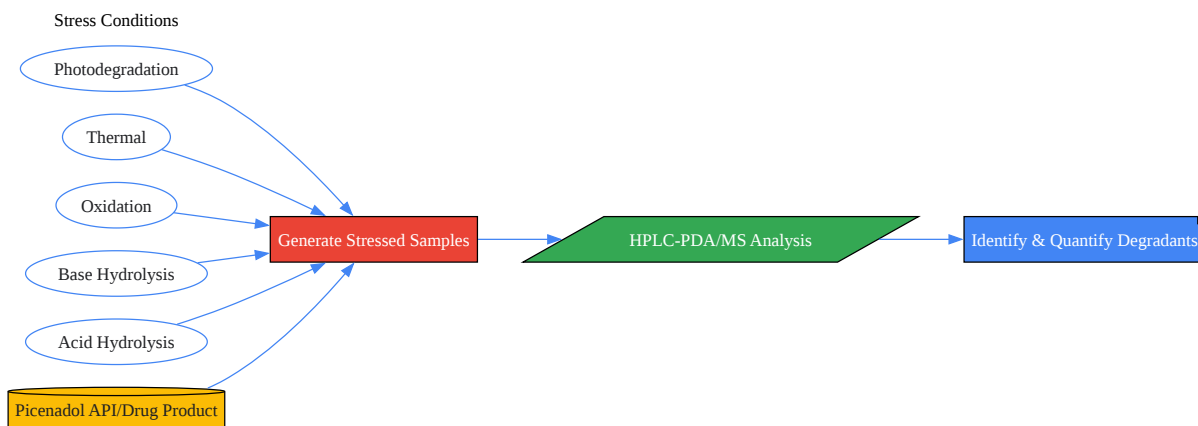 Stress Conditions
Photodegradation
Thermal
Oxidation
Base Hydrolysis
Acid Hydrolysis
Picenadol API/Drug Product
Generate Stressed Samples
HPLC-PDA/MS Analysis
Identify & Quantify Degradants